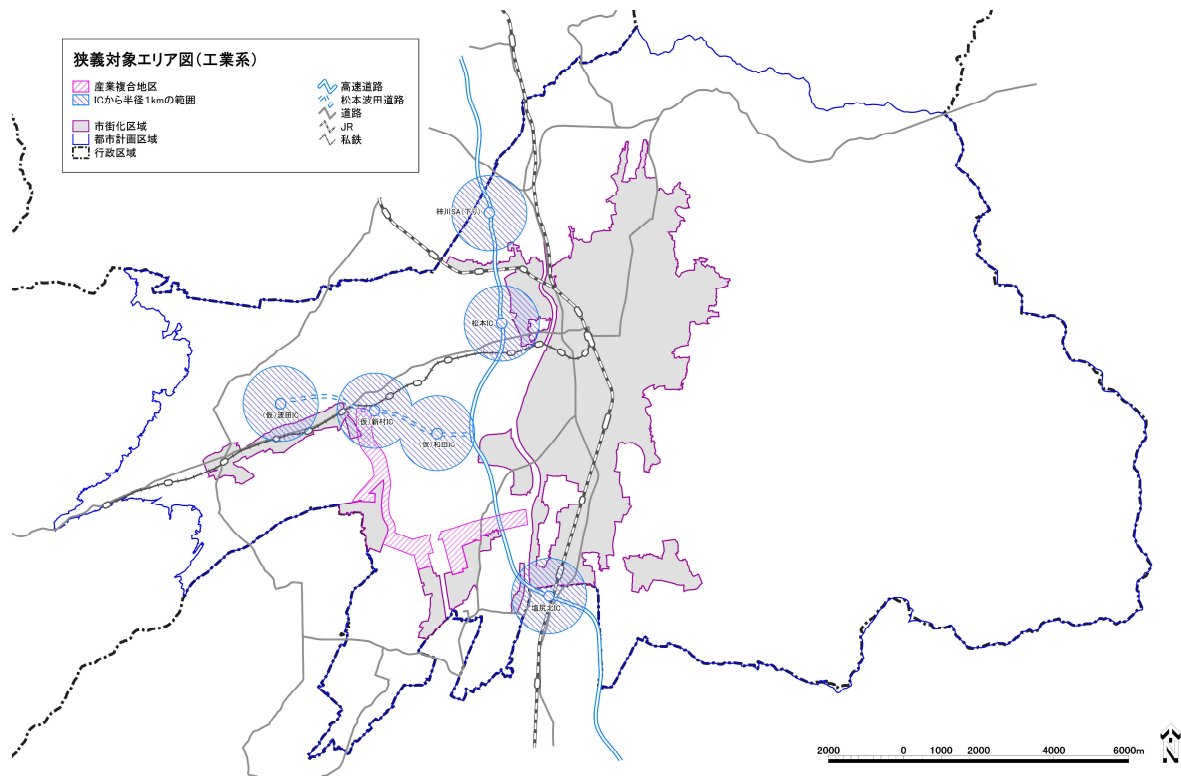 狭義対象エリア図（工業系）
産業複合地区
ICから半径1kmの範囲
市街化区域
都市計画区域
行政区域
高速道路
松本波田道路
道路
JR
私鉄
梓川SA（下り）
松本IC
（仮）波田IC
（仮）新村IC
（仮）和田IC
塩尻北IC
2000 0 1000 2000 4000 6000m
N